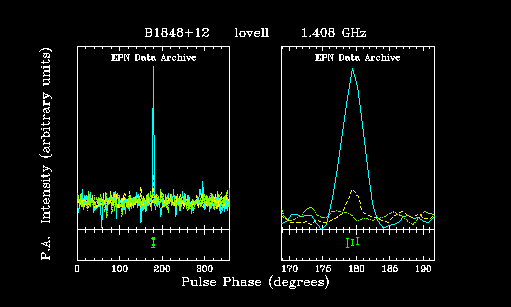 B1848+12 lovell 1.408 GHz
EPN Data Archive EPN Data Archive
P.A. Intensity (arbitrary units)
0 100 200 300 170 175 180 185 190
Pulse Phase (degrees)